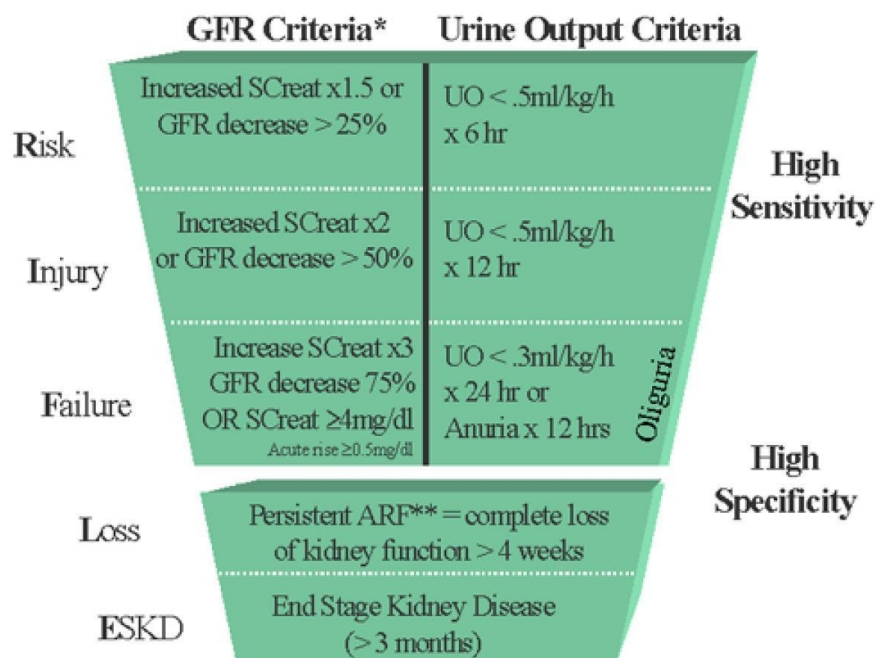 GFR Criteria*
Urine Output Criteria
Risk
Increased SCreat x1.5 or
GFR decrease > 25%
UO < .5ml/kg/h
x 6 hr
High
Sensitivity
Injury
Increased SCreat x2
or GFR decrease > 50%
UO < .5ml/kg/h
x 12 hr
Failure
Increase SCreat x3
GFR decrease 75%
OR SCreat ≥4mg/dl
Acute rise ≥0.5mg/dl
UO < .3ml/kg/h
x 24 hr or
Anuria x 12 hrs
Oliguria
High
Specificity
Loss
Persistent ARF** = complete loss
of kidney function > 4 weeks
ESKD
End Stage Kidney Disease
(> 3 months)